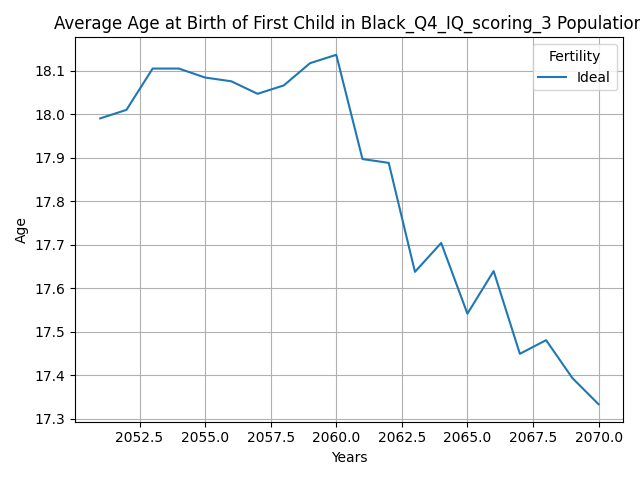 Average Age at Birth of First Child in Black_Q4_IQ_scoring_3 Population
Fertility
Ideal
18.1
18.0
17.9
17.8
17.7
17.6
17.5
17.4
17.3
Age
2052.5 2055.0 2057.5 2060.0 2062.5 2065.0 2067.5 2070.0
Years